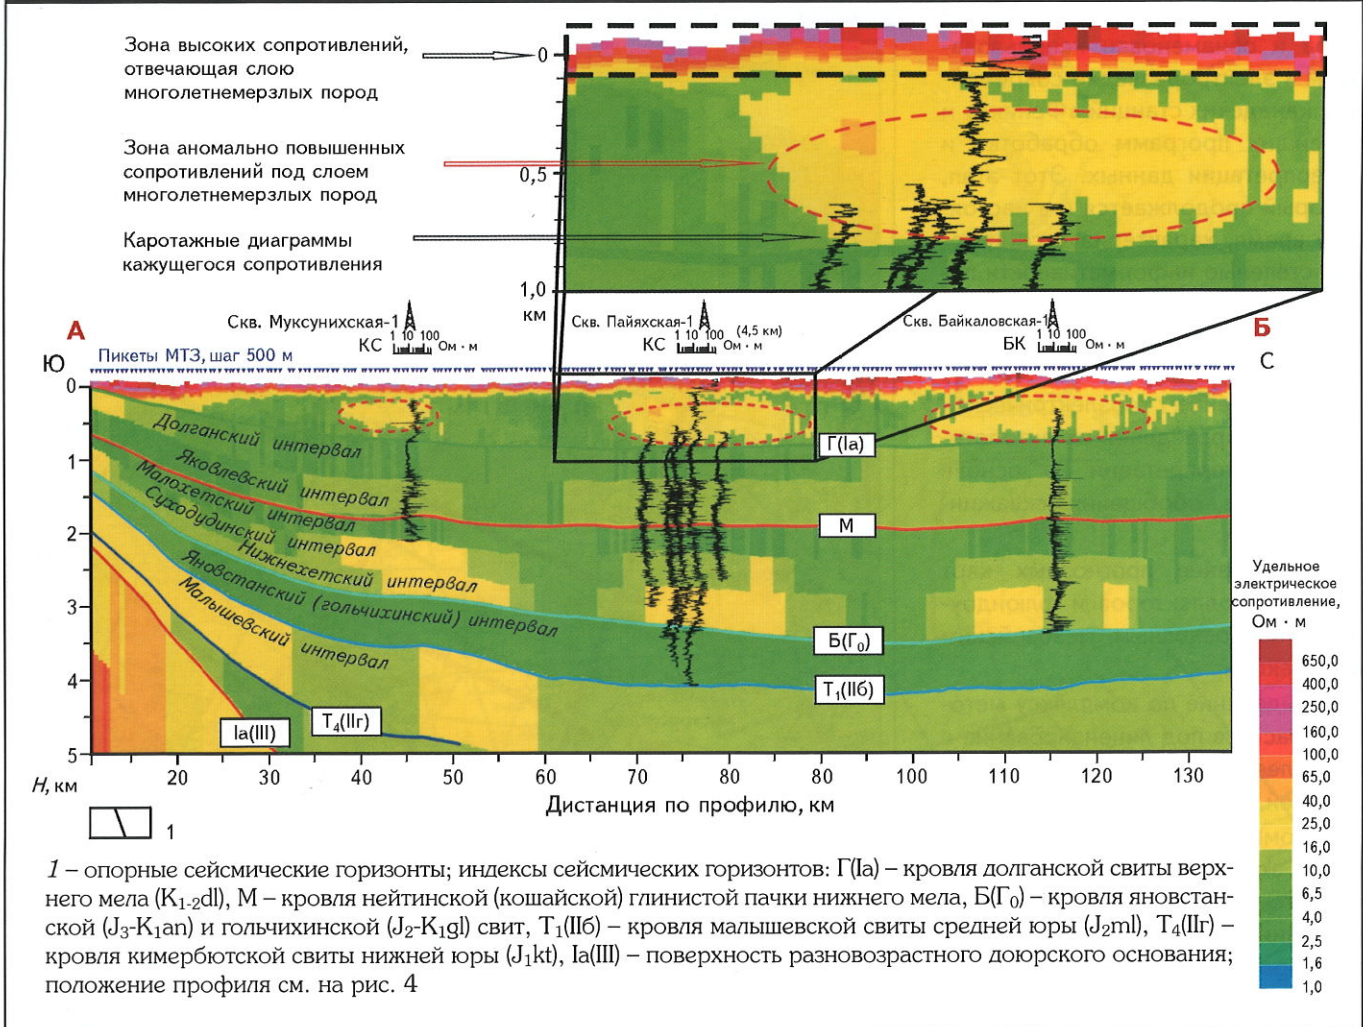 Зона высоких сопротивлений,
отвечающая слою
многолетнемерзлых пород
Зона аномально повышенных
сопротивлений под слоем
многолетнемерзлых пород
Каротажные диаграммы
кажущегося сопротивления
0
0,5
1,0
км
А
Б
Ю
С
Скв. Муксунихская-1
1 10 100
КС
Ом · м
Скв. Пайяхская-1
(4,5 км)
1 10 100
КС
Ом · м
Скв. Байкаловская-1
1 10 100
БК
Ом · м
Пикеты МТЗ, шаг 500 м
0
1
2
3
4
5
Н, км
Долганский интервал
Яковлевский интервал
Малохетский интервал
Суходудинский интервал
Нижнехетский интервал
Яновстанский (гольчихинский) интервал
Малышевский интервал
Г(Iа)
М
Б(Г₀)
Т₁(IIб)
Т₄(IIг)
Iа(III)
20 30 40 50 60 70 80 80 100 110 120 130
Дистанция по профилю, км
Удельное
электрическое
сопротивление,
Ом · м
650,0
400,0
250,0
160,0
100,0
65,0
40,0
25,0
16,0
10,0
6,5
4,0
2,5
1,6
1,0
1
1 – опорные сейсмические горизонты; индексы сейсмических горизонтов: Г(Iа) – кровля долганской свиты верх-
него мела (K₁₋₂dl), М – кровля нейтинской (кошайской) глинистой пачки нижнего мела, Б(Г₀) – кровля яновстан-
ской (J₃-K₁an) и гольчихинской (J₂-K₁gl) свит, Т₁(IIб) – кровля малышевской свиты средней юры (J₂ml), Т₄(IIг) –
кровля кимербютской свиты нижней юры (J₁kt), Iа(III) – поверхность разновозрастного доюрского основания;
положение профиля см. на рис. 4